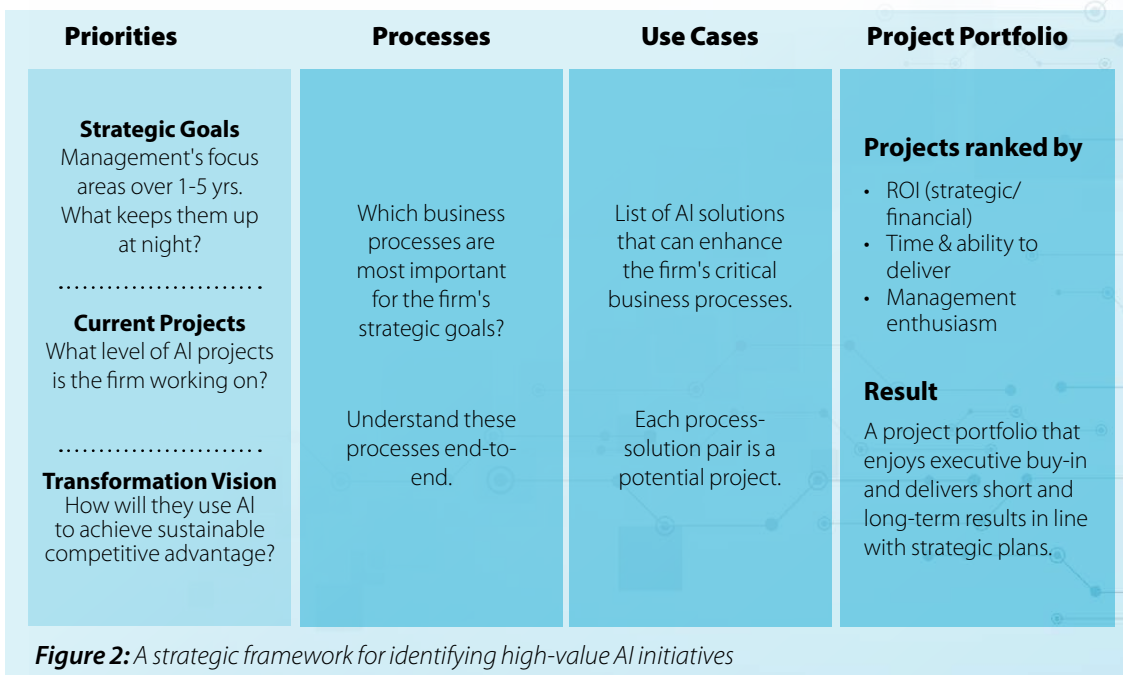 Priorities
Strategic Goals
Management's focus
areas over 1-5 yrs.
What keeps them up
at night?
Current Projects
What level of AI projects
is the firm working on?
Transformation Vision
How will they use AI
to achieve sustainable
competitive advantage?
Processes
Which business
processes are
most important
for the firm's
strategic goals?
Understand these
processes end-to-
end.
Use Cases
List of AI solutions
that can enhance
the firm's critical
business processes.
Each process-
solution pair is a
potential project.
Project Portfolio
Projects ranked by
• ROI (strategic/
financial)
• Time & ability to
deliver
• Management
enthusiasm
Result
A project portfolio that
enjoys executive buy-in
and delivers short and
long-term results in line
with strategic plans.
Figure 2: A strategic framework for identifying high-value AI initiatives